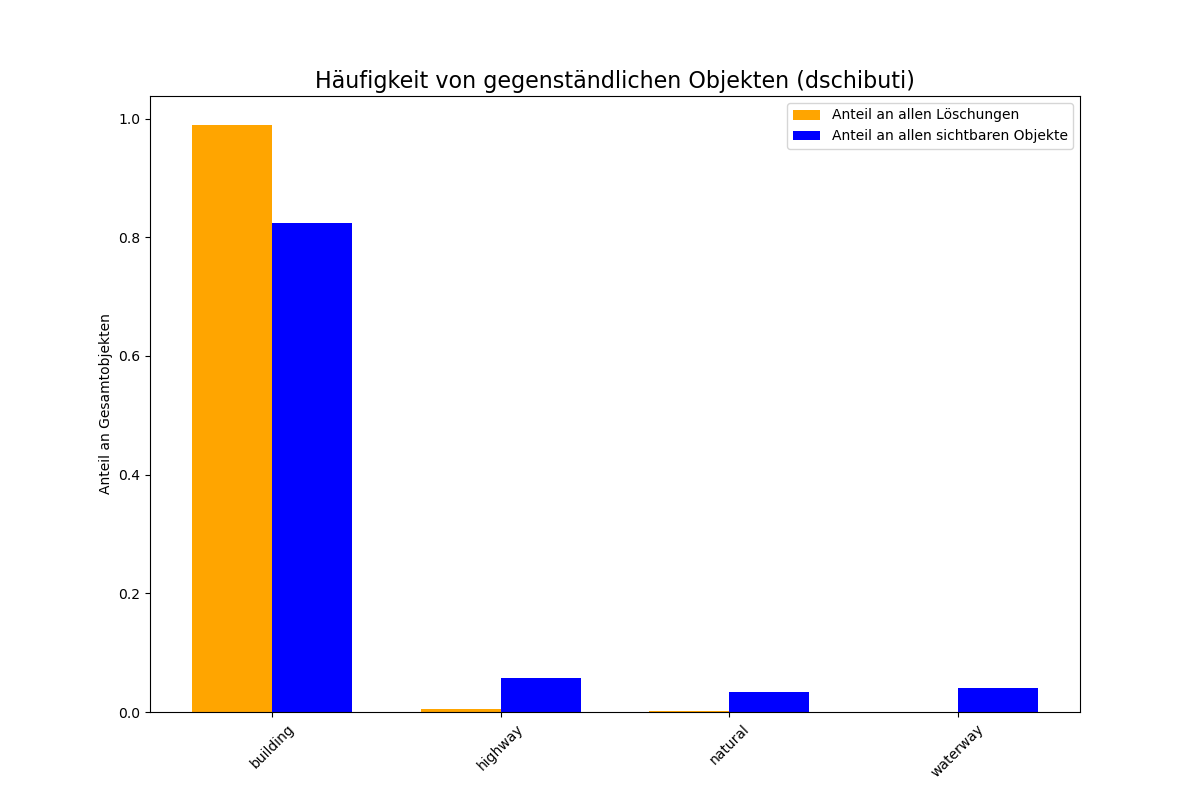 Häufigkeit von gegenständlichen Objekten (dschibuti)
Anteil an allen Löschungen
Anteil an allen sichtbaren Objekte
Anteil an Gesamtobjekten
1.0
0.8
0.6
0.4
0.2
0.0
building
highway
natural
waterway